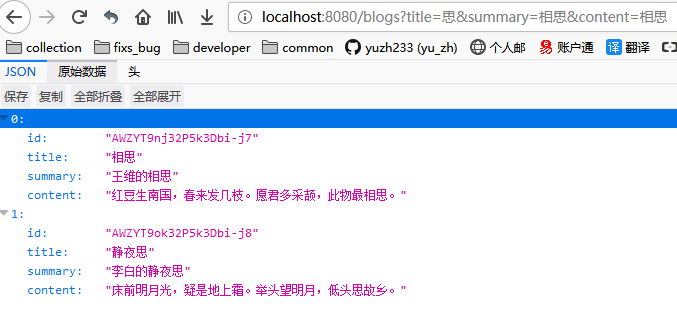 localhost:8080/blogs?title=思&summary=相思&content=相思
collection fixs_bug developer common yuzh233 (yu_zh) 个人邮 易 账户通 译 翻译
JSON 原始数据 头
保存 复制 全部折叠 全部展开
0:
id: "AWZYT9nj32P5k3Dbi-j7"
title: "相思"
summary: "王维的相思"
content: "红豆生南国，春来发几枝。愿君多采颉，此物最相思。"
1:
id: "AWZYT9ok32P5k3Dbi-j8"
title: "静夜思"
summary: "李白的静夜思"
content: "床前明月光，疑是地上霜。举头望明月，低头思故乡。"